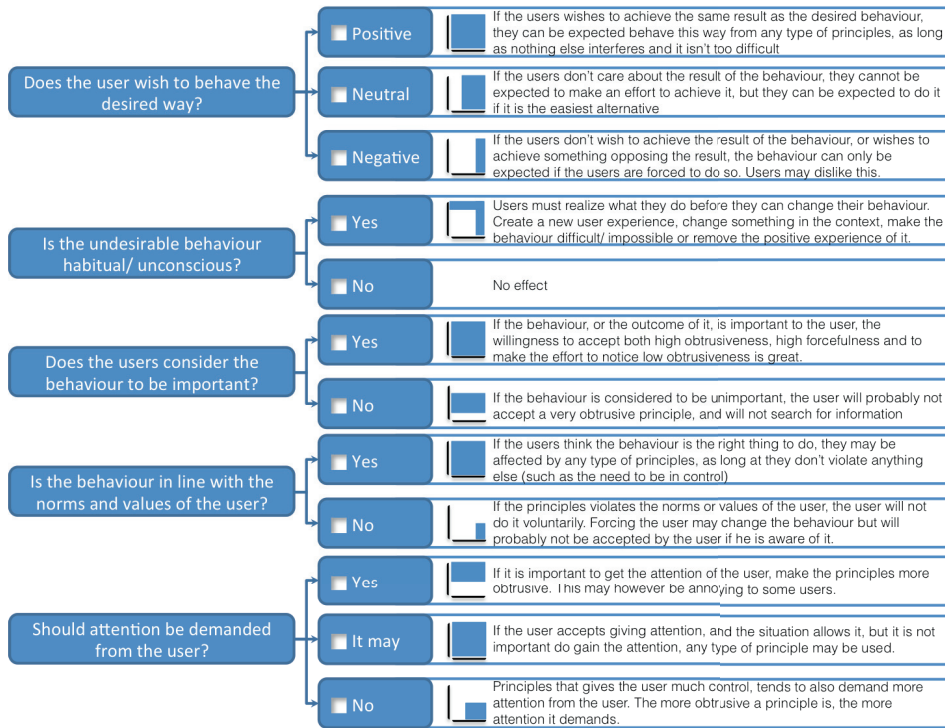 Does the user wish to behave the
desired way?
Positive
If the users wishes to achieve the same result as the desired behaviour,
they can be expected behave this way from any type of principles, as long
as nothing else interferes and it isn't too difficult
Neutral
If the users don't care about the result of the behaviour, they cannot be
expected to make an effort to achieve it, but they can be expected to do it
if it is the easiest alternative
Negative
If the users don't wish to achieve the result of the behaviour, or wishes to
achieve something opposing the result, the behaviour can only be
expected if the users are forced to do so. Users may dislike this.
Is the undesirable behaviour
habitual/ unconscious?
Yes
Users must realize what they do before they can change their behaviour.
Create a new user experience, change something in the context, make the
behaviour difficult/ impossible or remove the positive experience of it.
No
No effect
Does the users consider the
behaviour to be important?
Yes
If the behaviour, or the outcome of it, is important to the user, the
willingness to accept both high obtrusiveness, high forcefulness and to
make the effort to notice low obtrusiveness is great.
No
If the behaviour is considered to be unimportant, the user will probably not
accept a very obtrusive principle, and will not search for information
Is the behaviour in line with the
norms and values of the user?
Yes
If the users think the behaviour is the right thing to do, they may be
affected by any type of principles, as long at they don't violate anything
else (such as the need to be in control)
No
If the principles violates the norms or values of the user, the user will not
do it voluntarily. Forcing the user may change the behaviour but will
probably not be accepted by the user if he is aware of it.
Should attention be demanded
from the user?
Yes
If it is important to get the attention of the user, make the principles more
obtrusive. This may however be annoying to some users.
It may
If the user accepts giving attention, and the situation allows it, but it is not
important do gain the attention, any type of principle may be used.
No
Principles that gives the user much control, tends to also demand more
attention from the user. The more obtrusive a principle is, the more
attention it demands.